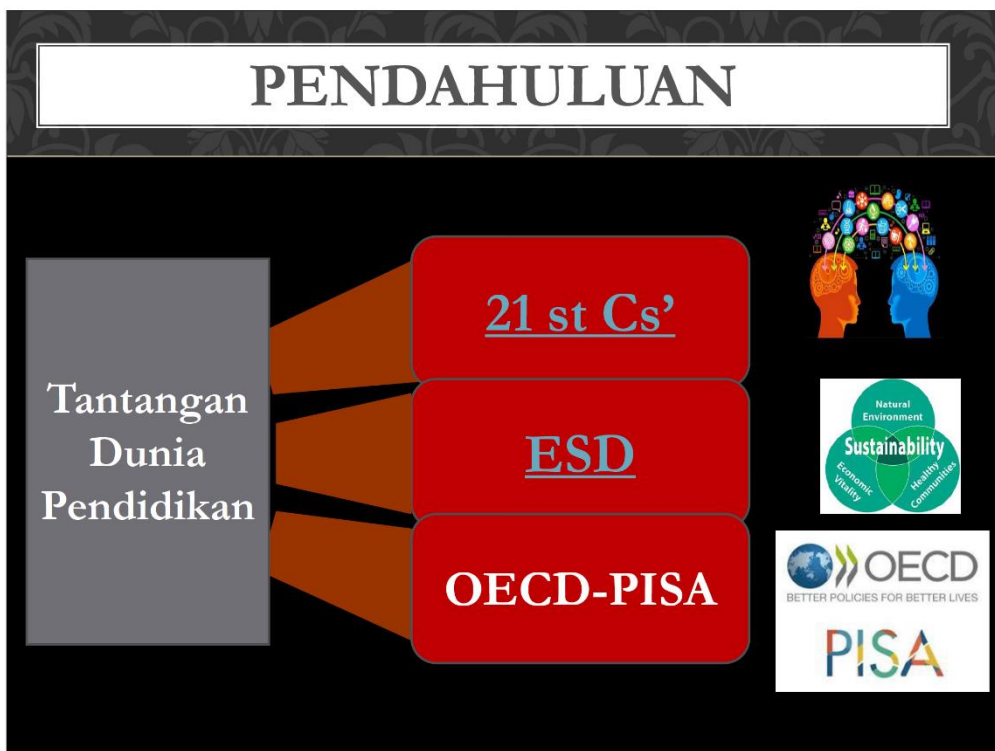 PENDAHULUAN
Tantangan
Dunia
Pendidikan
21 st Cs’
ESD
OECD-PISA
Natural
Environment
Sustainability
Economic
Vitality
Healthy
Communities
OECD
BETTER POLICIES FOR BETTER LIVES
PISA